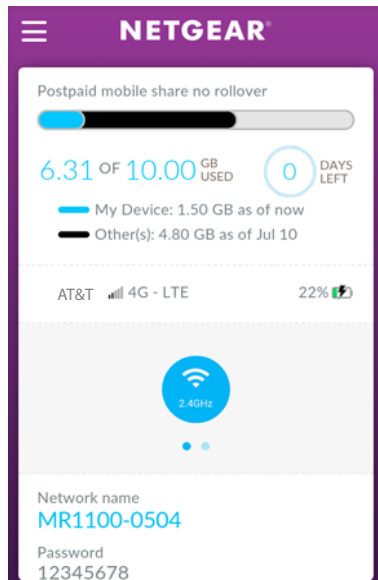 NETGEAR®
Postpaid mobile share no rollover
6.31 OF 10.00 GB USED
0 DAYS LEFT
My Device: 1.50 GB as of now
Other(s): 4.80 GB as of Jul 10
AT&T 4G - LTE 22%
2.4GHz
Network name
MR1100-0504
Password
12345678